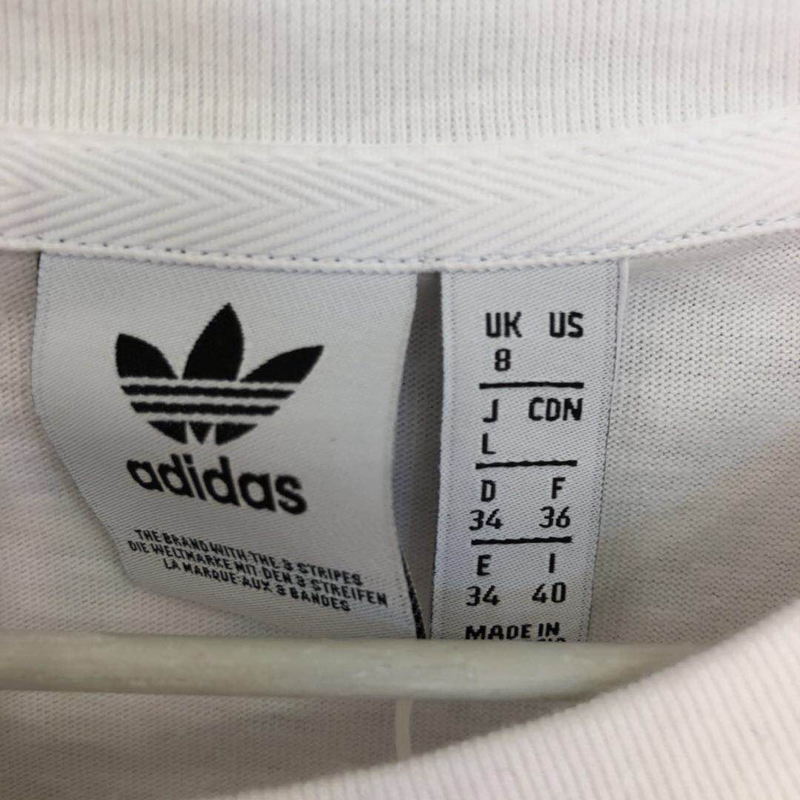 adidas
THE BRAND WITH THE 3 STRIPES
DIE WELTMARKE MIT DEN 3 STREIFEN
LA MARQUE AUX 3 BANDES
UK US
8
J CDN
L
D F
34 36
E I
34 40
MADE IN